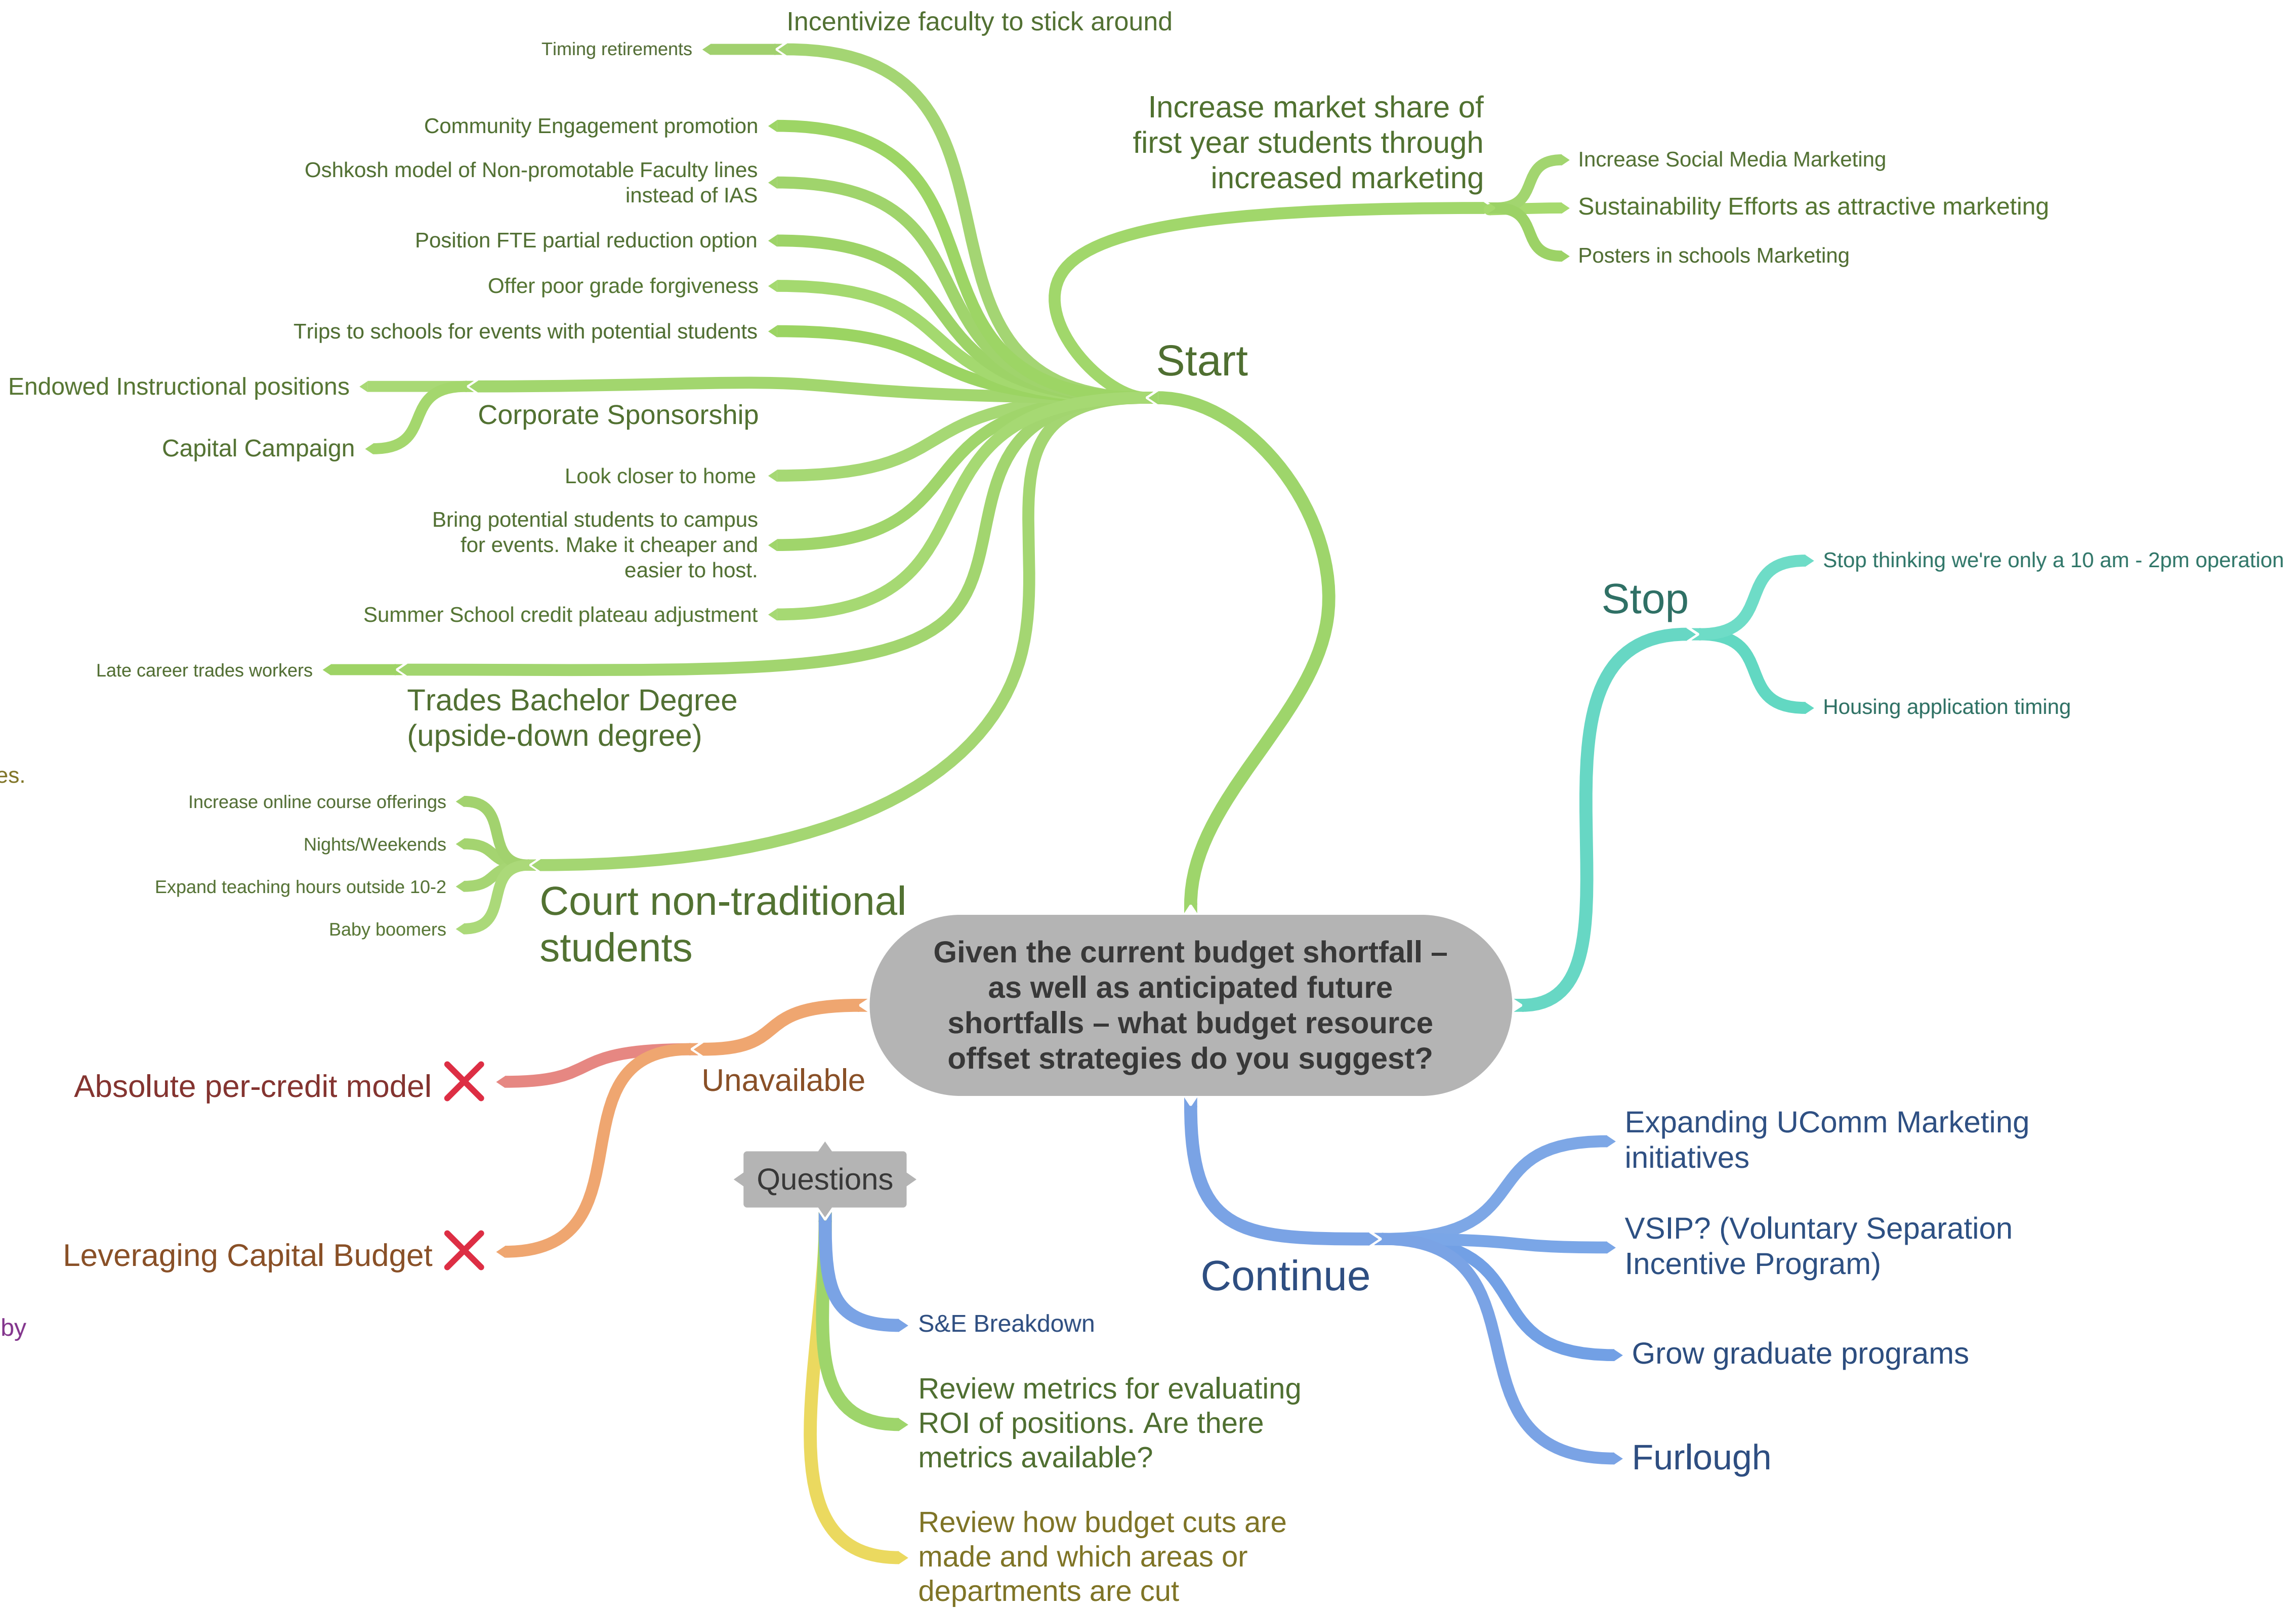 Incentivize faculty to stick around
Timing retirements
Community Engagement promotion
Oshkosh model of Non-promotable Faculty lines
instead of IAS
Position FTE partial reduction option
Offer poor grade forgiveness
Trips to schools for events with potential students
Endowed Instructional positions
Capital Campaign
Corporate Sponsorship
Look closer to home
Bring potential students to campus
for events. Make it cheaper and
easier to host.
Summer School credit plateau adjustment
Late career trades workers
Trades Bachelor Degree
(upside-down degree)
es.
Increase online course offerings
Nights/Weekends
Expand teaching hours outside 10-2
Baby boomers
Court non-traditional
students
Increase market share of
first year students through
increased marketing
Increase Social Media Marketing
Sustainability Efforts as attractive marketing
Posters in schools Marketing
Start
Stop
Stop thinking we're only a 10 am - 2pm operation
Housing application timing
Given the current budget shortfall –
as well as anticipated future
shortfalls – what budget resource
offset strategies do you suggest?
Unavailable
Absolute per-credit model
Leveraging Capital Budget
by
Questions
S&E Breakdown
Review metrics for evaluating
ROI of positions. Are there
metrics available?
Review how budget cuts are
made and which areas or
departments are cut
Continue
Expanding UComm Marketing
initiatives
VSIP? (Voluntary Separation
Incentive Program)
Grow graduate programs
Furlough